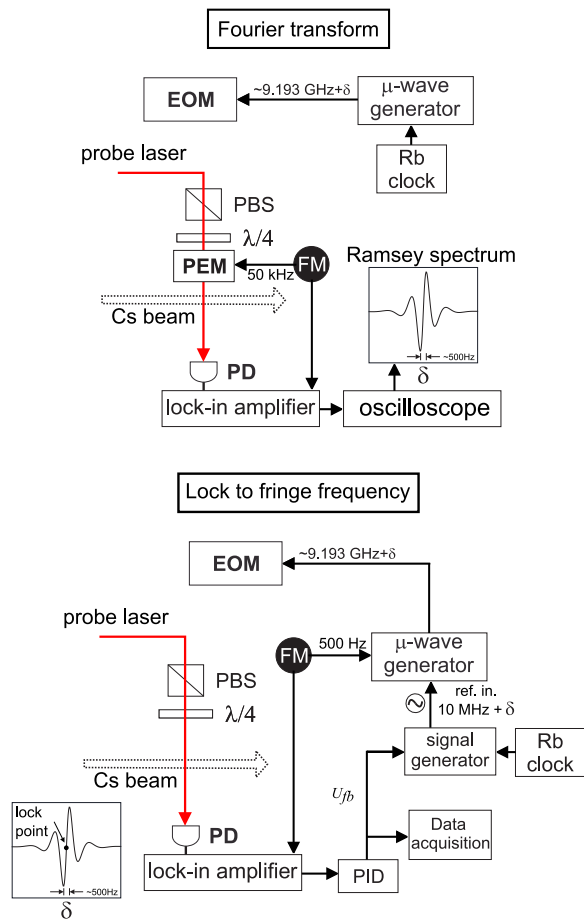 Fourier transform
EOM
~9.193 GHz+δ
μ-wave
generator
Rb
clock
probe laser
PBS
λ/4
PEM
50 kHz
FM
Cs beam
PD
lock-in amplifier
Ramsey spectrum
~500Hz
δ
oscilloscope
Lock to fringe frequency
EOM
~9.193 GHz+δ
probe laser
FM
500 Hz
μ-wave
generator
PBS
λ/4
ref. in.
10 MHz + δ
signal
generator
Rb
clock
Cs beam
U_fb
lock
point
~500Hz
δ
PD
lock-in amplifier
PID
Data
acquisition